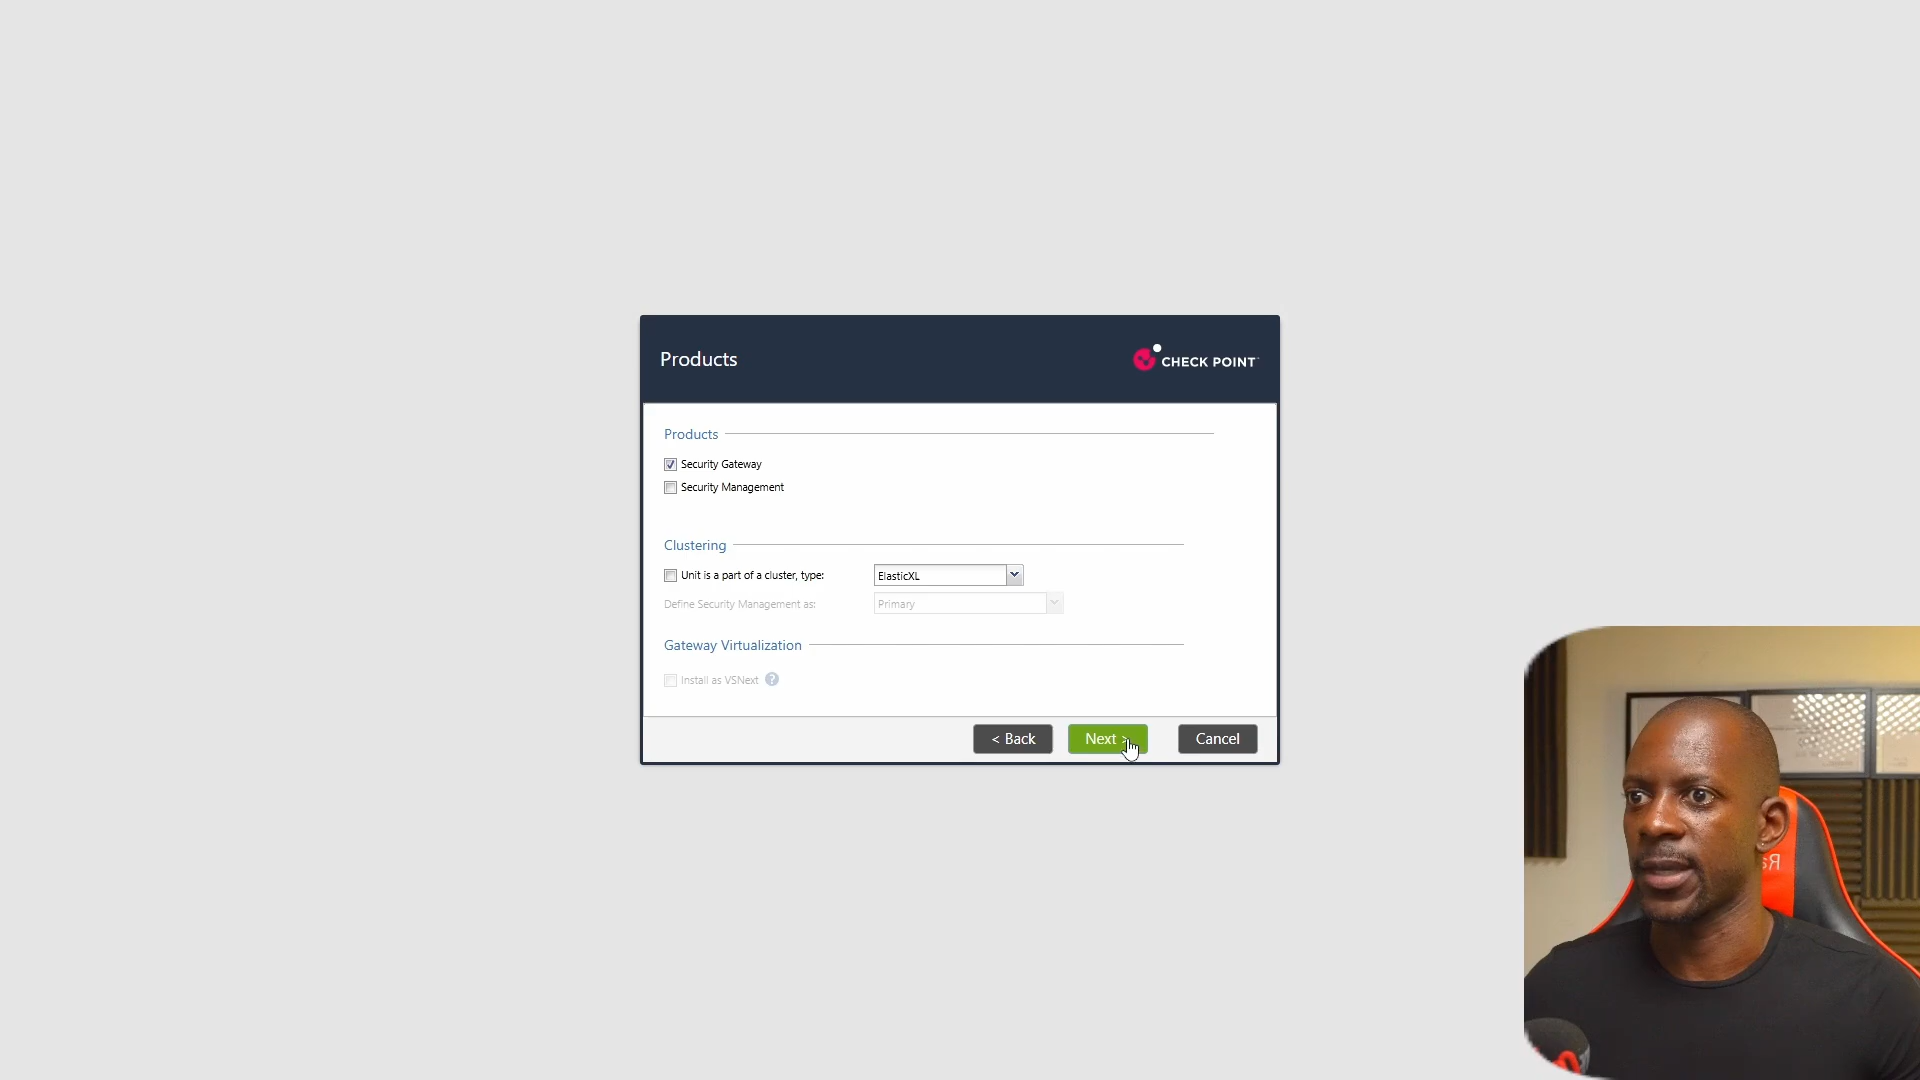 Products
CHECK POINT
Products
Security Gateway
Security Management
Clustering
Unit is a part of a cluster, type:
ElasticXL
Define Security Management as:
Primary
Gateway Virtualization
Install as VSNext ?
< Back
Next >
Cancel